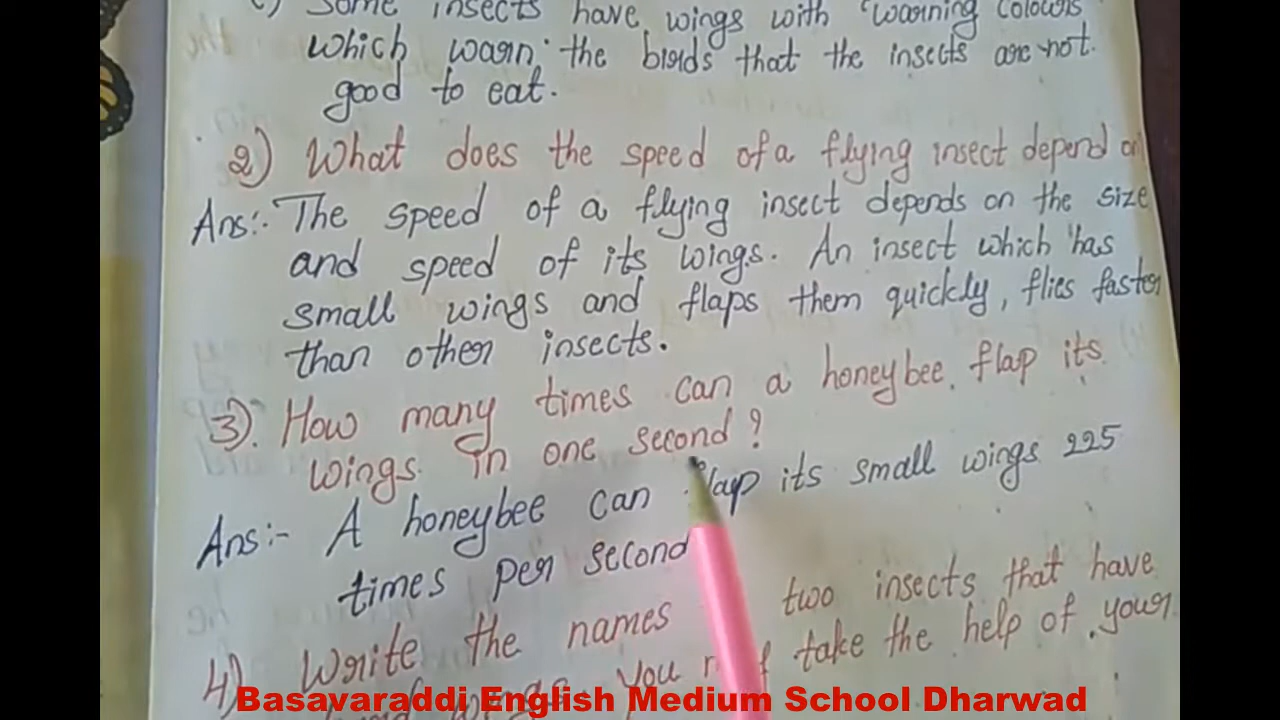 Some insects have wings with "Warning Colours
which warn the birds that the insects are not
good to eat.
2) What does the speed of a flying insect depend on
Ans:- The speed of a flying insect depends on the size
and speed of its wings. An insect which has
small wings and flaps them quickly, flies faster
than other insects.
3). How many times can a honeybee flap its
wings in one second?
Ans:- A honeybee can flap its small wings 225
times per second
4) Write the names two insects that have
wings. You take the help of your
Basavaraddi English Medium School Dharwad